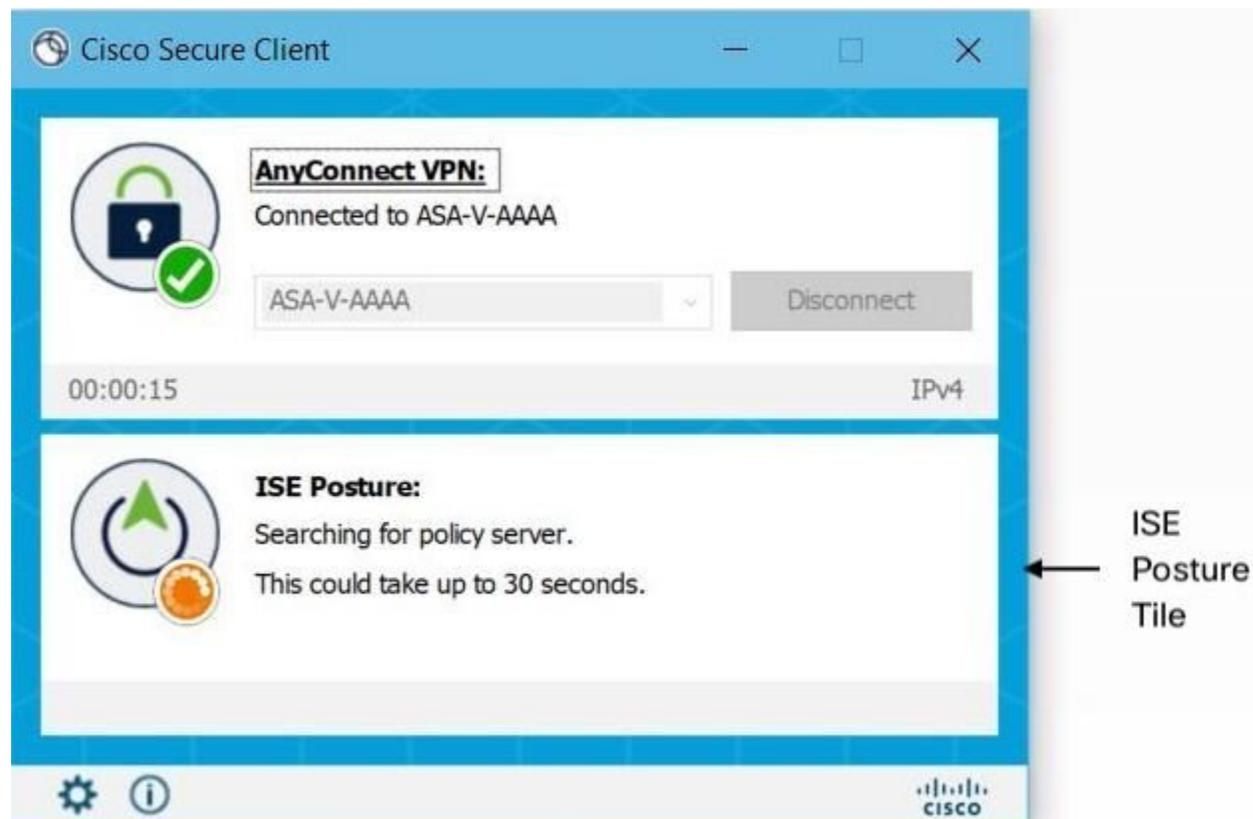 Cisco Secure Client
AnyConnect VPN:
Connected to ASA-V-AAAA
ASA-V-AAAA
Disconnect
00:00:15
IPv4
ISE Posture:
Searching for policy server.
This could take up to 30 seconds.
ISE
Posture
Tile
CISCO